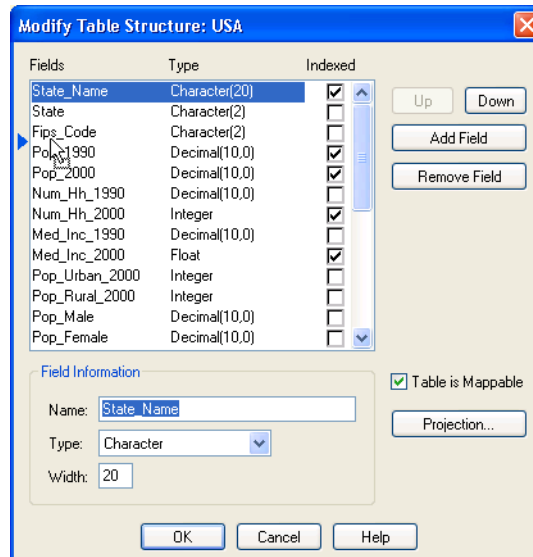 Modify Table Structure: USA
Fields Type Indexed
State_Name Character(20)
State Character(2)
Fips_Code Character(2)
Pop_1990 Decimal(10,0)
Pop_2000 Decimal(10,0)
Num_Hh_1990 Decimal(10,0)
Num_Hh_2000 Integer
Med_Inc_1990 Decimal(10,0)
Med_Inc_2000 Float
Pop_Urban_2000 Integer
Pop_Rural_2000 Integer
Pop_Male Decimal(10,0)
Pop_Female Decimal(10,0)
Up Down
Add Field
Remove Field
Field Information
Name: State_Name
Type: Character
Width: 20
Table is Mappable
Projection...
OK Cancel Help